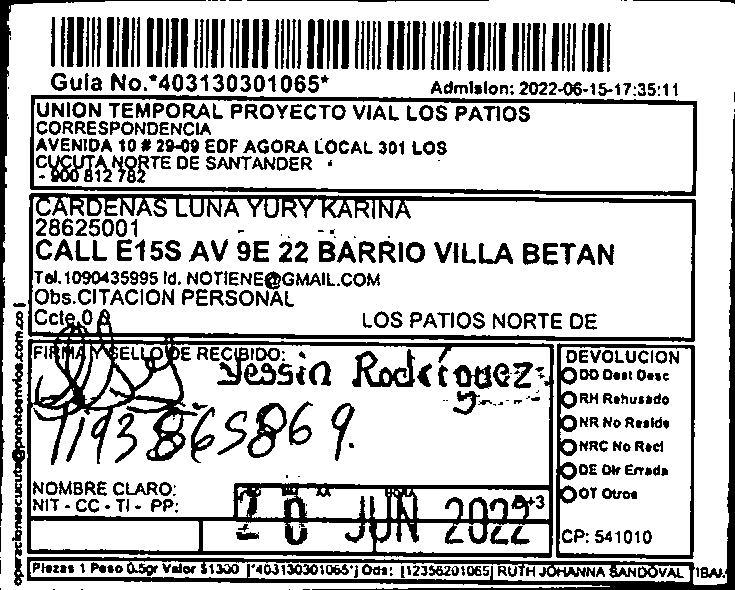 Guia No.*403130301065*
Admision: 2022-06-15-17:35:11
UNION TEMPORAL PROYECTO VIAL LOS PATIOS
CORRESPONDENCIA
AVENIDA 10 # 29-09 EDF AGORA LOCAL 301 LOS
CUCUTA NORTE DE SANTANDER
- 900 812 782
CARDENAS LUNA YURY KARINA
28625001
CALL E15S AV 9E 22 BARRIO VILLA BETAN
Tel.1090435995 Id. NOTIENE@GMAIL.COM
Obs.CITACION PERSONAL
Ccte.0
LOS PATIOS NORTE DE
FIRMA Y SELLO DE RECIBIDO:
Yessin Rodríguez
1193865869.
NOMBRE CLARO:
NIT - CC - TI - PP:
20 JUN 2022
DEVOLUCION
DD Dest Desc
RH Rehusado
NR No Reside
NRC No Recl
DE Dir Errada
OT Otros
CP: 541010
operacionescucuta@prontoenvios.com.co
Piezas 1 Peso 0.5gr Valor $1300 [*403130301065*] Ods: [12356201065] RUTH JOHANNA SANDOVAL